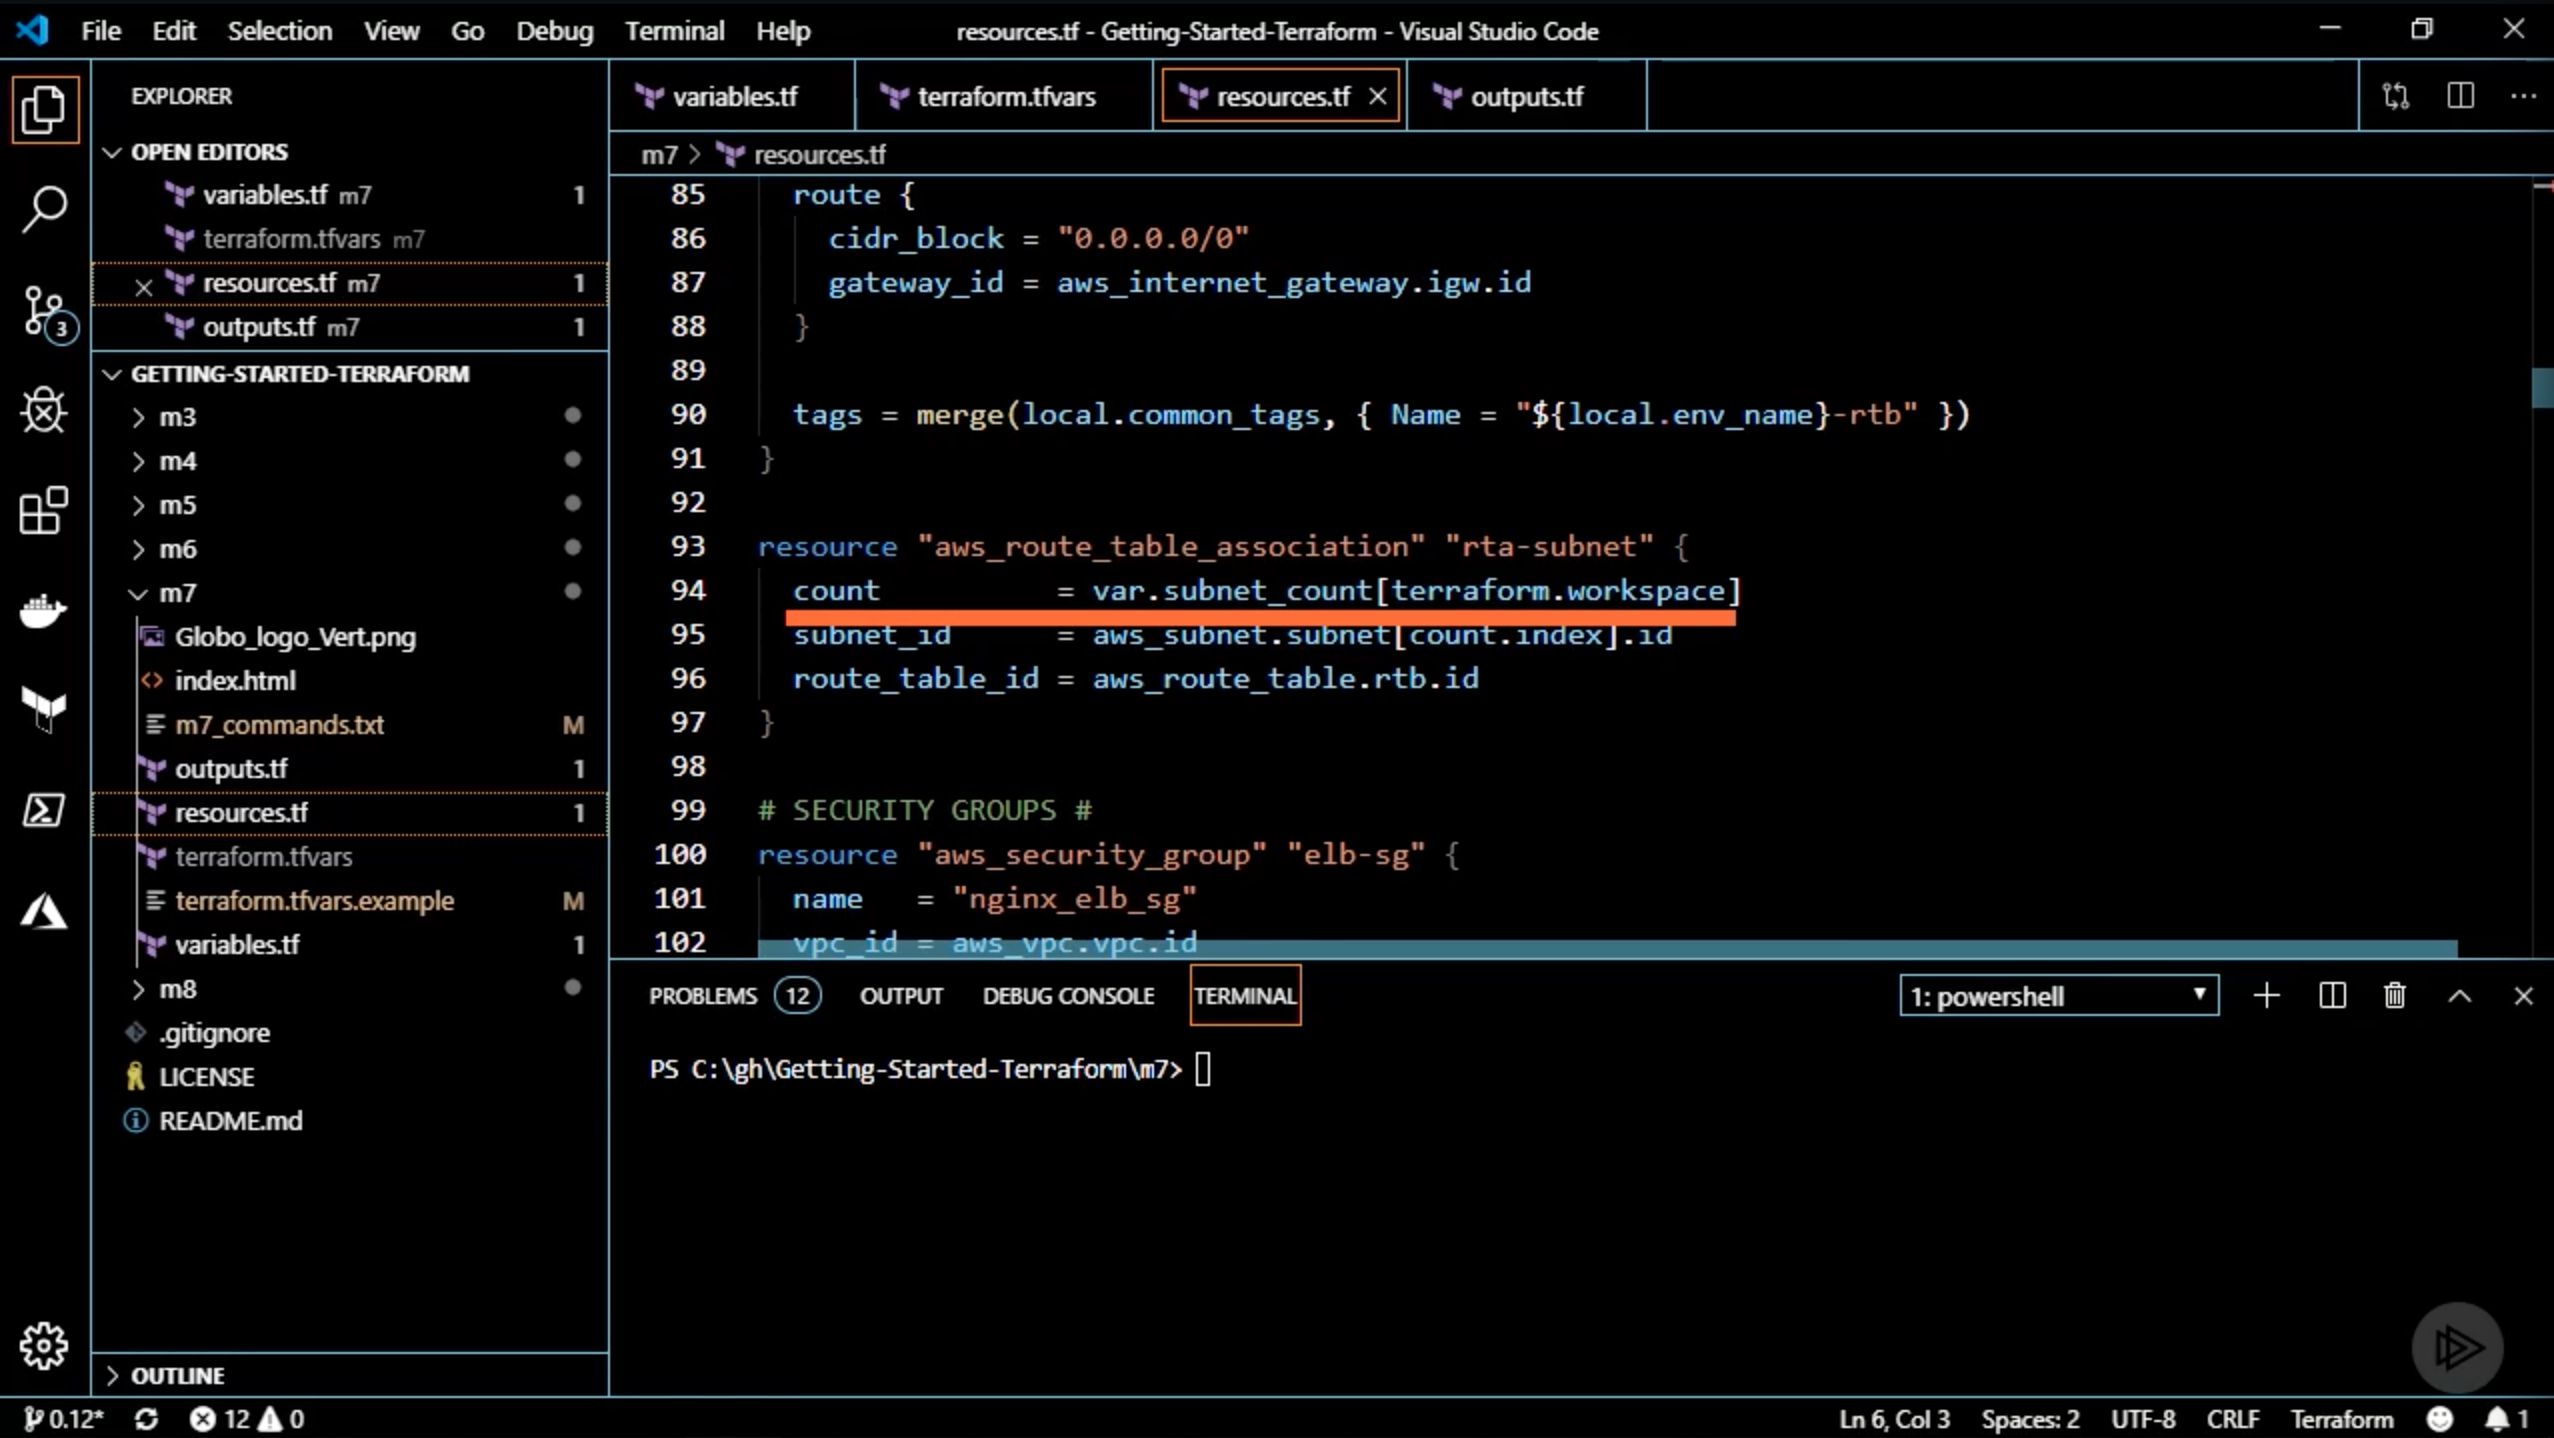 File Edit Selection View Go Debug Terminal Help
resources.tf - Getting-Started-Terraform - Visual Studio Code
EXPLORER
OPEN EDITORS
variables.tf m7 1
terraform.tfvars m7
resources.tf m7 1
outputs.tf m7 1
GETTING-STARTED-TERRAFORM
m3
m4
m5
m6
m7
Globo_logo_Vert.png
index.html
m7_commands.txt M
outputs.tf 1
resources.tf 1
terraform.tfvars
terraform.tfvars.example M
variables.tf 1
m8
.gitignore
LICENSE
README.md
OUTLINE
3
variables.tf terraform.tfvars resources.tf outputs.tf
m7 > resources.tf
85 route {
86 cidr_block = "0.0.0.0/0"
87 gateway_id = aws_internet_gateway.igw.id
88 }
89
90 tags = merge(local.common_tags, { Name = "${local.env_name}-rtb" })
91 }
92
93 resource "aws_route_table_association" "rta-subnet" {
94 count = var.subnet_count[terraform.workspace]
95 subnet_id = aws_subnet.subnet[count.index].id
96 route_table_id = aws_route_table.rtb.id
97 }
98
99 # SECURITY GROUPS #
100 resource "aws_security_group" "elb-sg" {
101 name = "nginx_elb_sg"
102 vpc_id = aws_vpc.vpc.id
PROBLEMS 12 OUTPUT DEBUG CONSOLE TERMINAL
1: powershell
PS C:\gh\Getting-Started-Terraform\m7>
0.12* 12 0
Ln 6, Col 3 Spaces: 2 UTF-8 CRLF Terraform 1